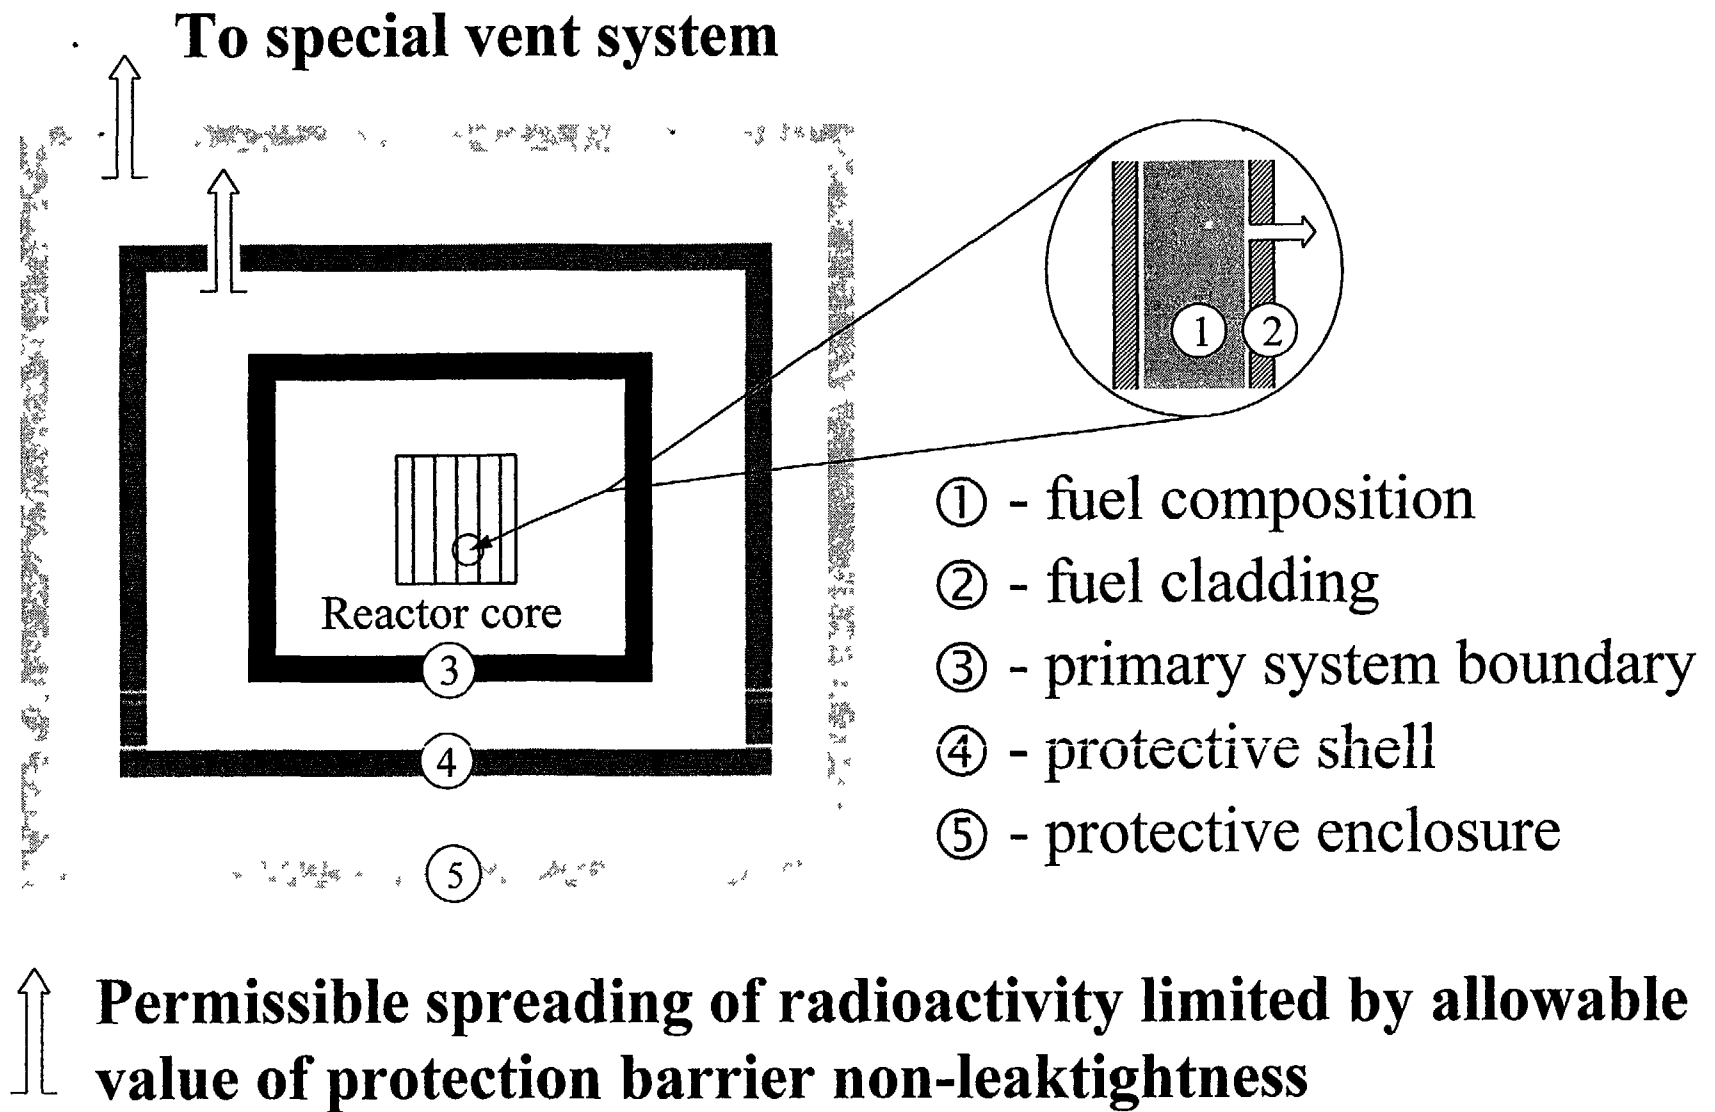 To special vent system
1
2
Reactor core
3
4
5
① - fuel composition
② - fuel cladding
③ - primary system boundary
④ - protective shell
⑤ - protective enclosure
Permissible spreading of radioactivity limited by allowable
value of protection barrier non-leaktightness